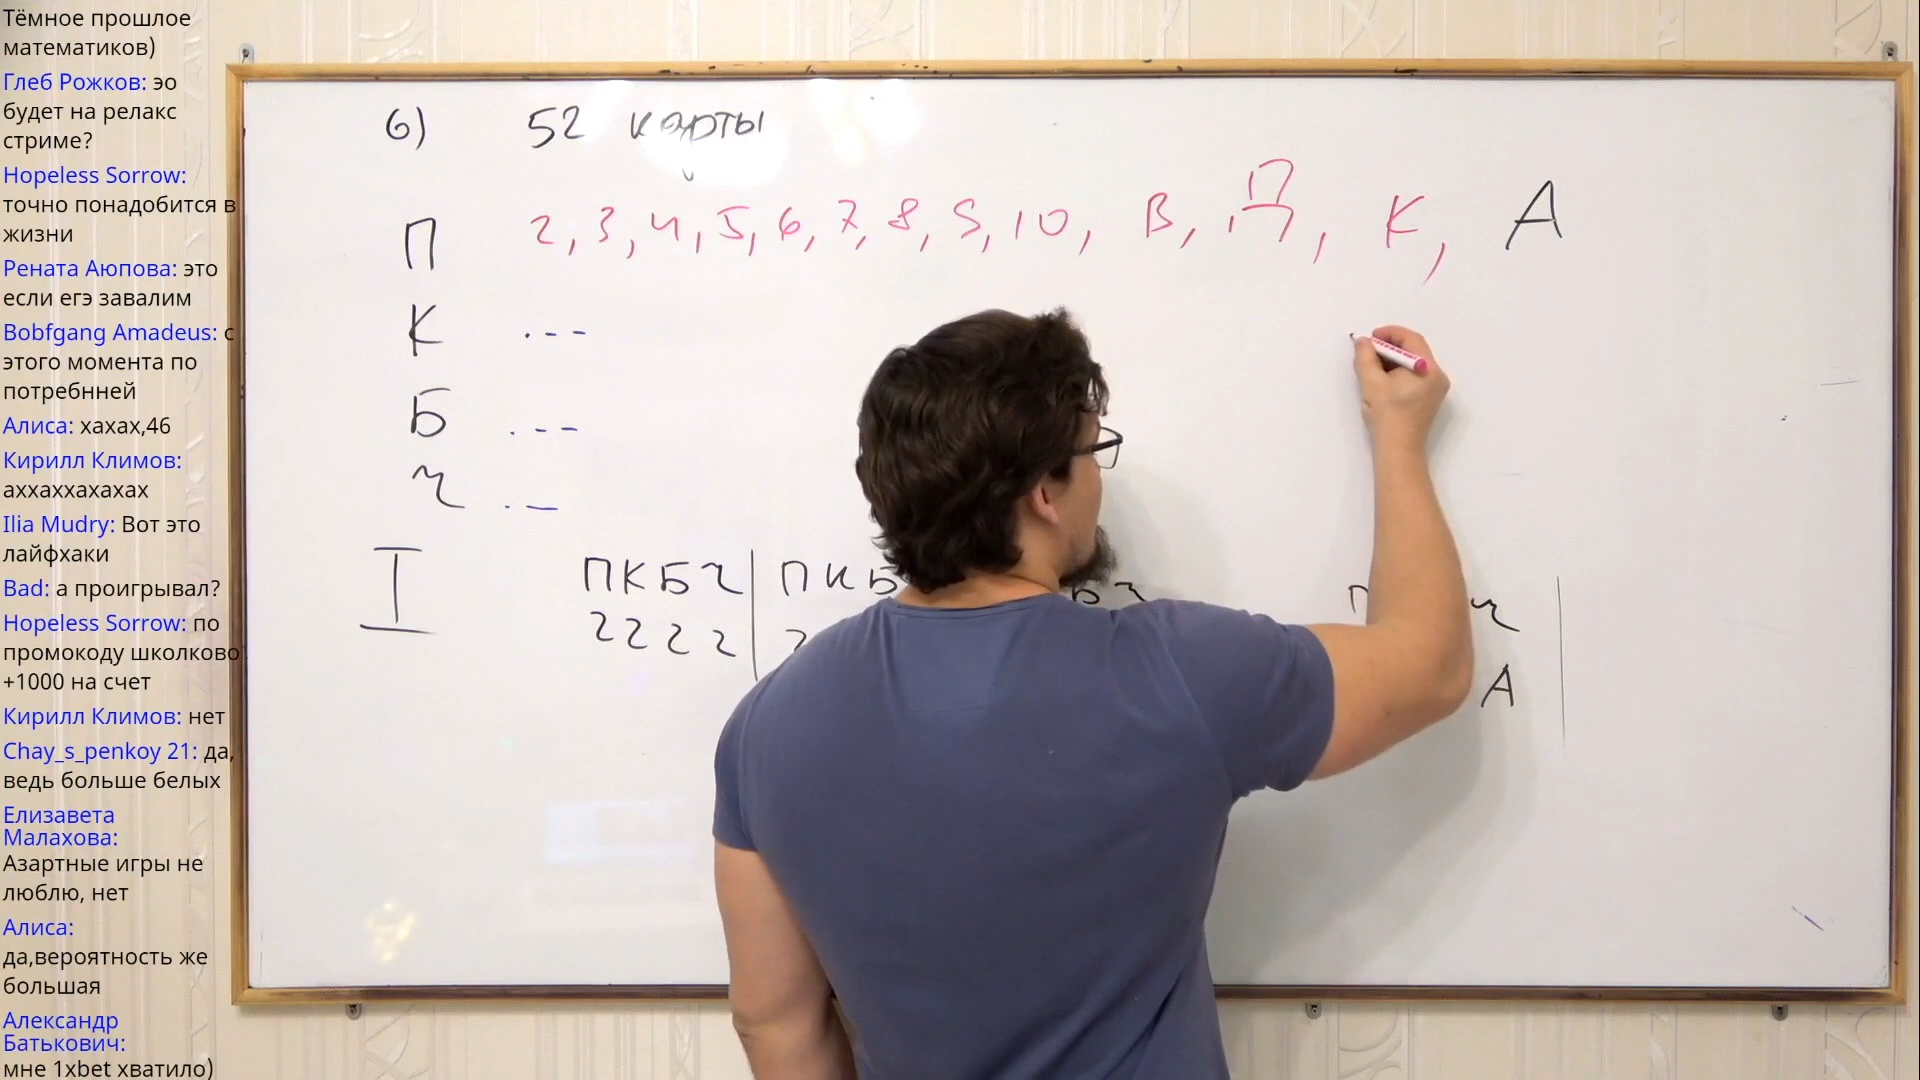 Тёмное прошлое
математиков)
Глеб Рожков: эо
будет на релакс
стриме?
Hopeless Sorrow:
точно понадобится в
жизни
Рената Аюпова: это
если егэ завалим
Bobfgang Amadeus: с
этого момента по
потребнней
Алиса: хахах,46
Кирилл Климов:
аххаххахахах
Ilia Mudry: Вот это
лайфхаки
Bad: а проигрывал?
Hopeless Sorrow: по
промокоду школково
+1000 на счет
Кирилл Климов: нет
Chay_s_penkoy 21: да,
ведь больше белых
Елизавета
Малахова:
Азартные игры не
люблю, нет
Алиса:
да,вероятность же
большая
Александр
Батькович:
мне 1xbet хватило)
6) 52 карты
П 2, 3, 4, 5, 6, 7, 8, 9, 10, В, Д, К, А
К ---
Б ---
Ч --
I ПКБЧ | ПКБ Б Ч П Ч
2222 | 2 А